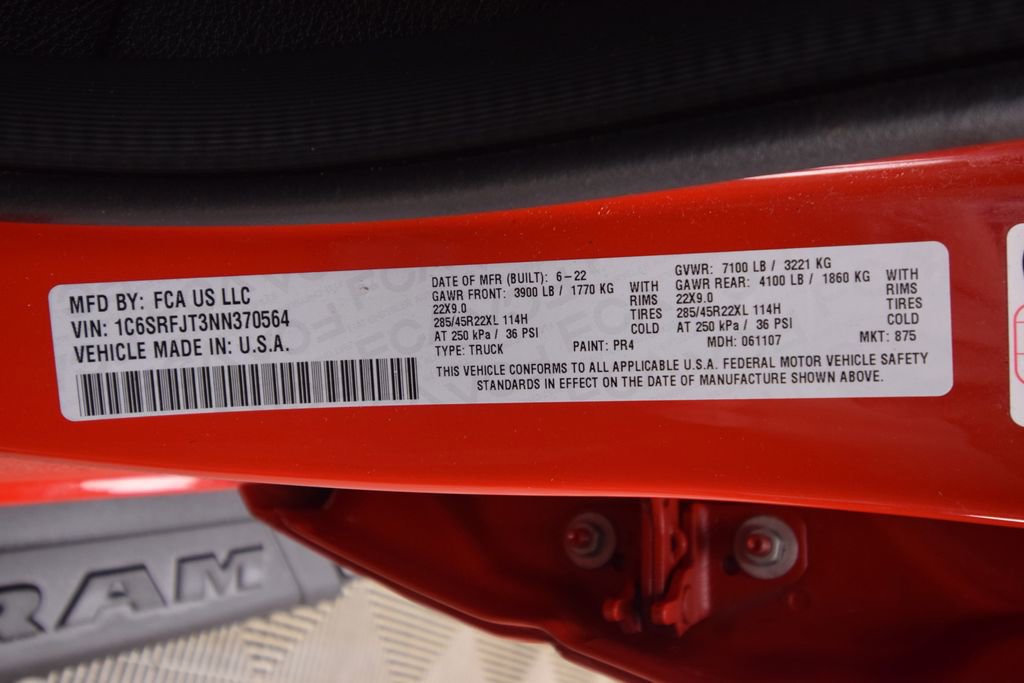 MFD BY: FCA US LLC
VIN: 1C6SRFJT3NN370564
VEHICLE MADE IN: U.S.A.
DATE OF MFR (BUILT): 6-22
GAWR FRONT: 3900 LB / 1770 KG WITH
22X9.0 RIMS
285/45R22XL 114H TIRES
AT 250 kPa / 36 PSI COLD
TYPE: TRUCK PAINT: PR4
GVWR: 7100 LB / 3221 KG
GAWR REAR: 4100 LB / 1860 KG WITH
22X9.0 RIMS
285/45R22XL 114H TIRES
AT 250 kPa / 36 PSI COLD
MDH: 061107 MKT: 875
THIS VEHICLE CONFORMS TO ALL APPLICABLE U.S.A. FEDERAL MOTOR VEHICLE SAFETY
STANDARDS IN EFFECT ON THE DATE OF MANUFACTURE SHOWN ABOVE.
RAM